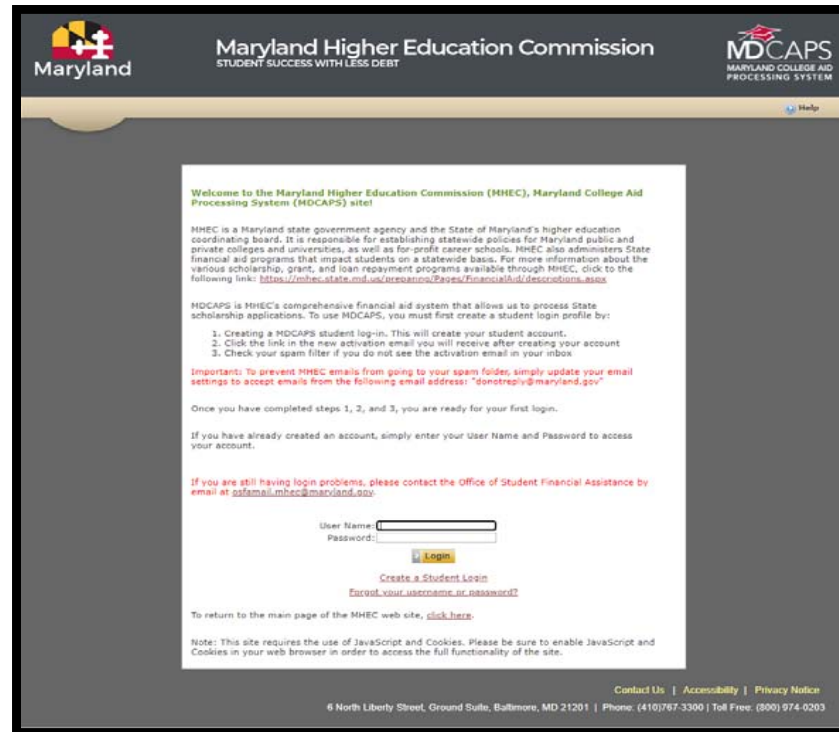 Maryland
Maryland Higher Education Commission
STUDENT SUCCESS WITH LESS DEBT
MDCAPS
MARYLAND COLLEGE AID
PROCESSING SYSTEM
Help
Welcome to the Maryland Higher Education Commission (MHEC), Maryland College Aid
Processing System (MDCAPS) site!
MHEC is a Maryland state government agency and the State of Maryland's higher education
coordinating board. It is responsible for establishing statewide policies for Maryland public and
private colleges and universities, as well as for-profit career schools. MHEC also administers State
financial aid programs that impact students on a statewide basis. For more information about the
various scholarship, grant, and loan repayment programs available through MHEC, click to the
following link: https://mhec.state.md.us/preparing/Pages/FinancialAid/descriptions.aspx
MDCAPS is MHEC's comprehensive financial aid system that allows us to process State
scholarship applications. To use MDCAPS, you must first create a student login profile by:
1. Creating a MDCAPS student log-in. This will create your student account.
2. Click the link in the new activation email you will receive after creating your account
3. Check your spam filter if you do not see the activation email in your inbox
Important: To prevent MHEC emails from going to your spam folder, simply update your email
settings to accept emails from the following email address: "donotreply@maryland.gov"
Once you have completed steps 1, 2, and 3, you are ready for your first login.
If you have already created an account, simply enter your User Name and Password to access
your account.
If you are still having login problems, please contact the Office of Student Financial Assistance by
email at osfamail.mhec@maryland.gov.
User Name:
Password:
Login
Create a Student Login
Forgot your username or password?
To return to the main page of the MHEC web site, click here.
Note: This site requires the use of JavaScript and Cookies. Please be sure to enable JavaScript and
Cookies in your web browser in order to access the full functionality of the site.
Contact Us | Accessibility | Privacy Notice
6 North Liberty Street, Ground Suite, Baltimore, MD 21201 | Phone: (410)767-3300 | Toll Free: (800) 974-0203